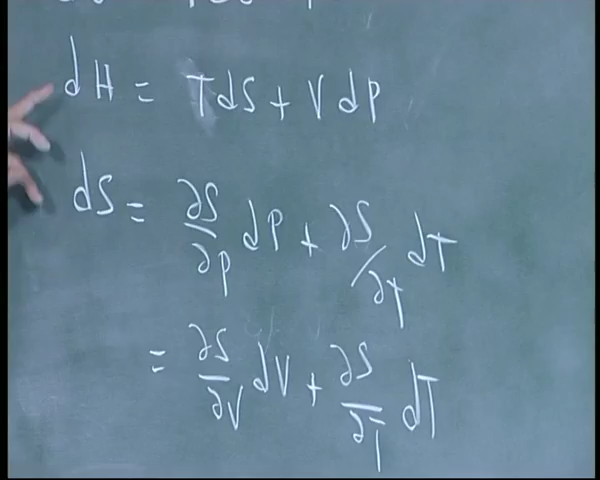 dH = TdS + VdP
dS = ∂S/∂P dP + ∂S/∂T dT
= ∂S/∂V dV + ∂S/∂T dT